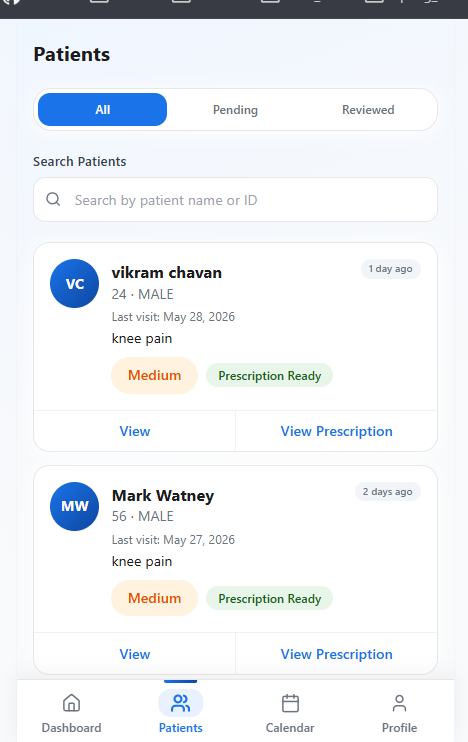 Patients
All
Pending
Reviewed
Search Patients
Search by patient name or ID
VC
vikram chavan
1 day ago
24 · MALE
Last visit: May 28, 2026
knee pain
Medium
Prescription Ready
View
View Prescription
MW
Mark Watney
2 days ago
56 · MALE
Last visit: May 27, 2026
knee pain
Medium
Prescription Ready
View
View Prescription
Dashboard
Patients
Calendar
Profile